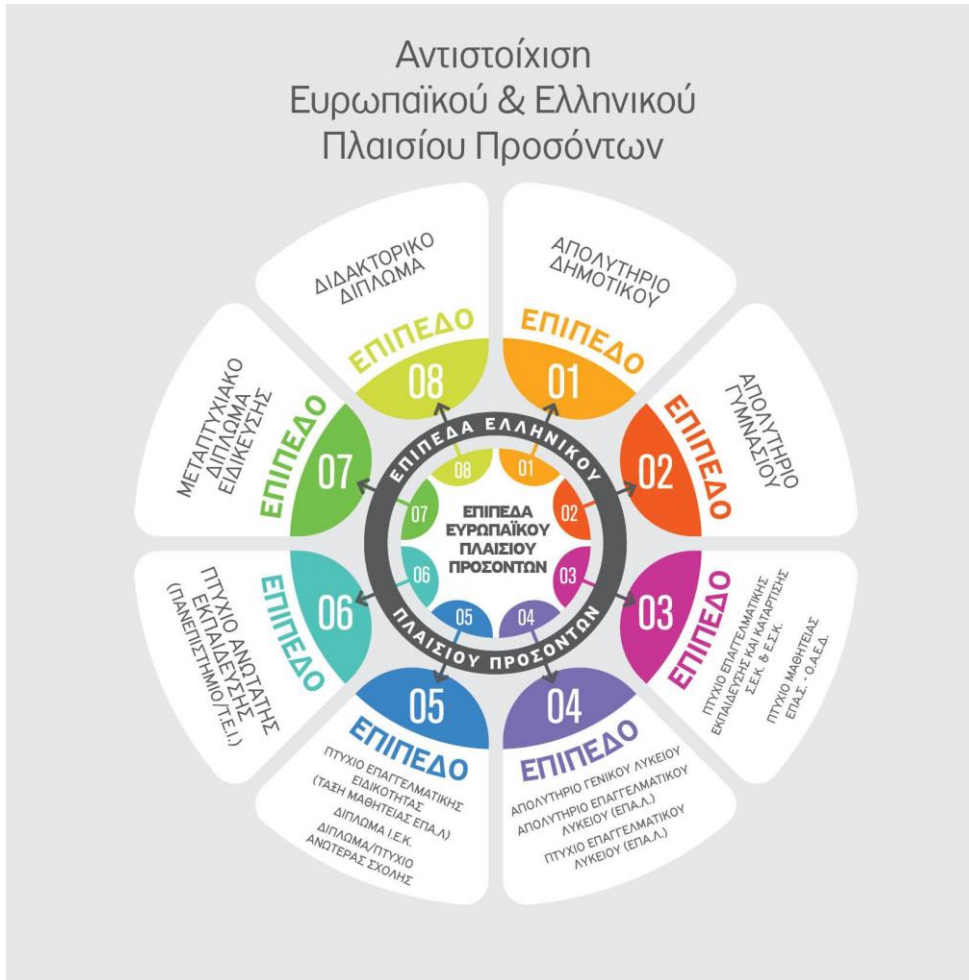 Αντιστοίχιση
Ευρωπαϊκού & Ελληνικού
Πλαισίου Προσόντων
ΑΠΟΛΥΤΗΡΙΟ
ΔΗΜΟΤΙΚΟΥ
ΕΠΙΠΕΔΟ
01
ΑΠΟΛΥΤΗΡΙΟ
ΓΥΜΝΑΣΙΟΥ
ΕΠΙΠΕΔΟ
02
ΠΤΥΧΙΟ ΕΠΑΓΓΕΛΜΑΤΙΚΗΣ
ΕΚΠΑΙΔΕΥΣΗΣ ΚΑΙ ΚΑΤΑΡΤΙΣΗΣ
Σ.Ε.Κ. & Ε.Σ.Κ.
ΠΤΥΧΙΟ ΜΑΘΗΤΕΙΑΣ
ΕΠΑ.Σ. - Ο.Α.Ε.Δ.
ΕΠΙΠΕΔΟ
03
04
ΕΠΙΠΕΔΟ
ΑΠΟΛΥΤΗΡΙΟ ΓΕΝΙΚΟΥ ΛΥΚΕΙΟΥ
ΑΠΟΛΥΤΗΡΙΟ ΕΠΑΓΓΕΛΜΑΤΙΚΟΥ
ΛΥΚΕΙΟΥ (ΕΠΑ.Λ.)
ΠΤΥΧΙΟ ΕΠΑΓΓΕΛΜΑΤΙΚΟΥ
ΛΥΚΕΙΟΥ (ΕΠΑ.Λ.)
05
ΕΠΙΠΕΔΟ
ΠΤΥΧΙΟ ΕΠΑΓΓΕΛΜΑΤΙΚΗΣ
ΕΙΔΙΚΟΤΗΤΑΣ
(ΤΑΞΗ ΜΑΘΗΤΕΙΑΣ ΕΠΑ.Λ)
ΔΙΠΛΩΜΑ Ι.Ε.Κ.
ΔΙΠΛΩΜΑ/ΠΤΥΧΙΟ
ΑΝΩΤΕΡΑΣ ΣΧΟΛΗΣ
06
ΕΠΙΠΕΔΟ
ΠΤΥΧΙΟ ΑΝΩΤΑΤΗΣ
ΕΚΠΑΙΔΕΥΣΗΣ
(ΠΑΝΕΠΙΣΤΗΜΙΟ/Τ.Ε.Ι.)
07
ΕΠΙΠΕΔΟ
ΜΕΤΑΠΤΥΧΙΑΚΟ
ΔΙΠΛΩΜΑ
ΕΙΔΙΚΕΥΣΗΣ
ΔΙΔΑΚΤΟΡΙΚΟ
ΔΙΠΛΩΜΑ
ΕΠΙΠΕΔΟ
08
ΕΠΙΠΕΔΑ ΕΛΛΗΝΙΚΟΥ
ΠΛΑΙΣΙΟΥ ΠΡΟΣΟΝΤΩΝ
ΕΠΙΠΕΔΑ
ΕΥΡΩΠΑΪΚΟΥ
ΠΛΑΙΣΙΟΥ
ΠΡΟΣΟΝΤΩΝ
01
02
03
04
05
06
07
08